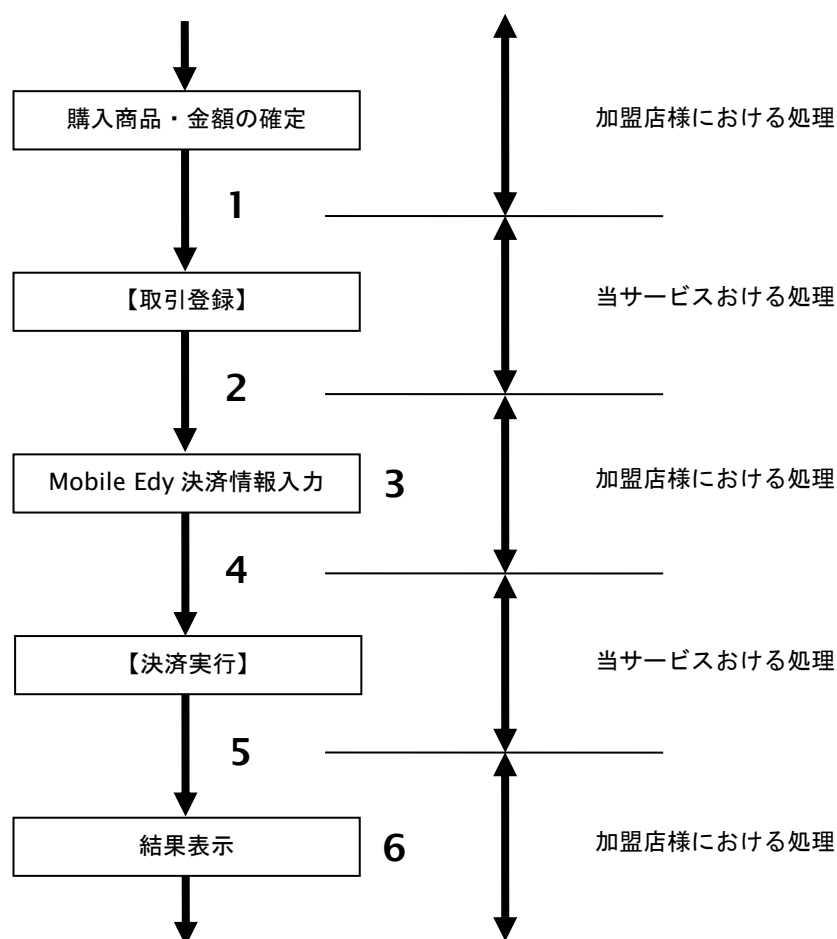 購入商品・金額の確定
加盟店様における処理
1
【取引登録】
当サービスおける処理
2
Mobile Edy 決済情報入力
3
加盟店様における処理
4
【決済実行】
当サービスおける処理
5
結果表示
6
加盟店様における処理